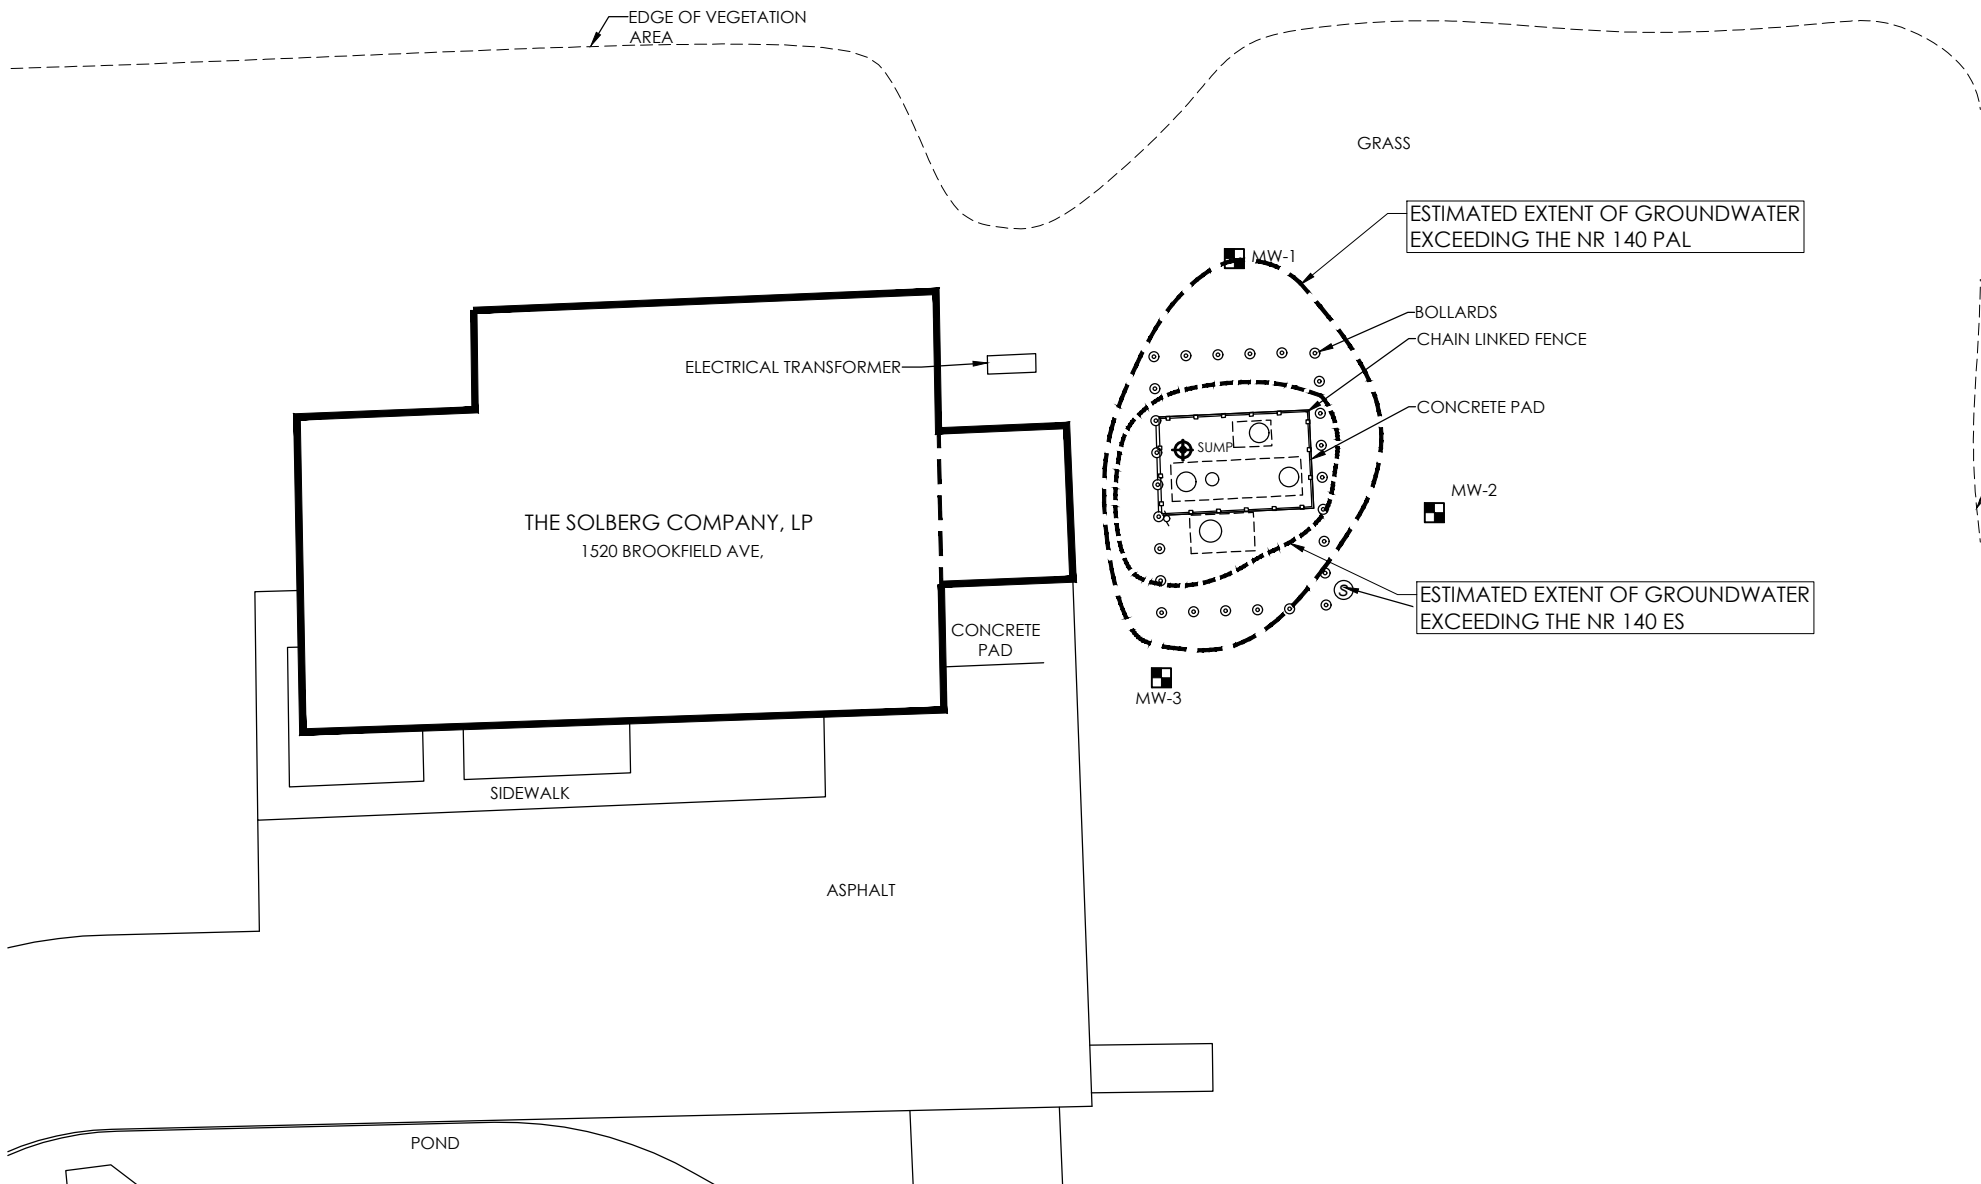 EDGE OF VEGETATION
AREA
GRASS
ESTIMATED EXTENT OF GROUNDWATER
EXCEEDING THE NR 140 PAL
MW-1
BOLLARDS
CHAIN LINKED FENCE
ELECTRICAL TRANSFORMER
CONCRETE PAD
SUMP
MW-2
THE SOLBERG COMPANY, LP
1520 BROOKFIELD AVE,
S
ESTIMATED EXTENT OF GROUNDWATER
EXCEEDING THE NR 140 ES
CONCRETE
PAD
MW-3
SIDEWALK
ASPHALT
POND